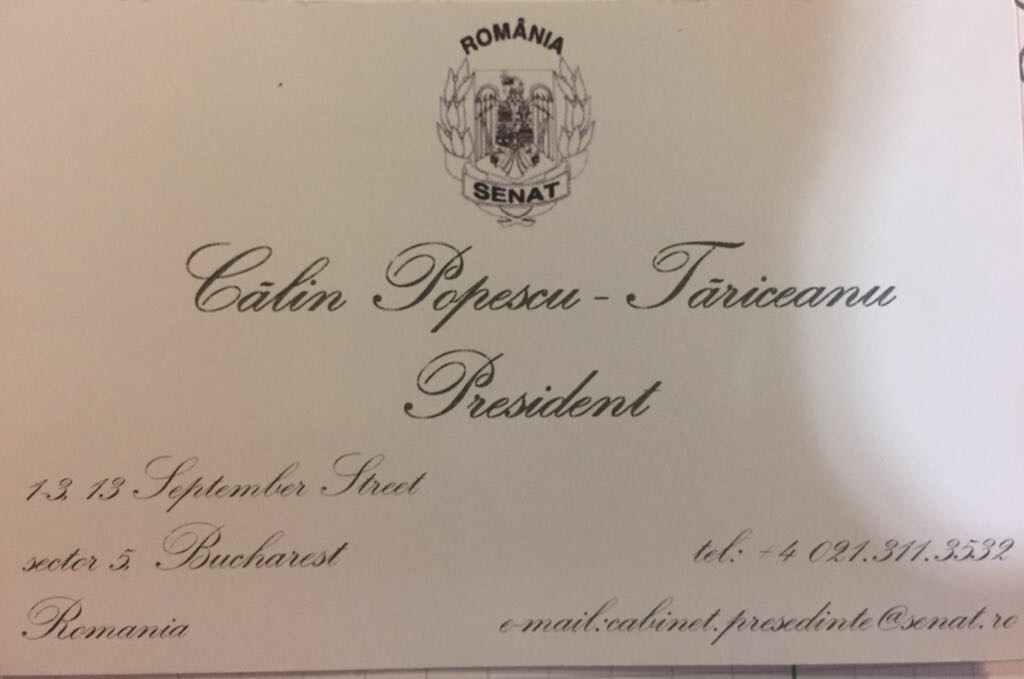 ROMÂNIA
SENAT
Călin Popescu - Tăriceanu
President
1-3, 13 September Street
sector 5, Bucharest
tel: +4 021.311.3532
Romania
e-mail:cabinet.presedinte@senat.ro